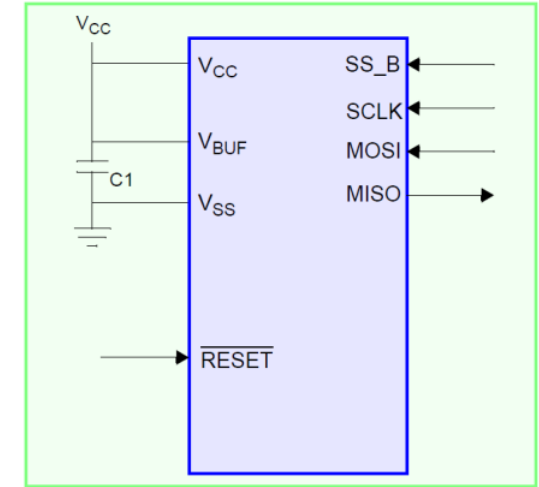 VCC
VCC SS_B
SCLK
VBUF MOSI
C1
VSS MISO
RESET